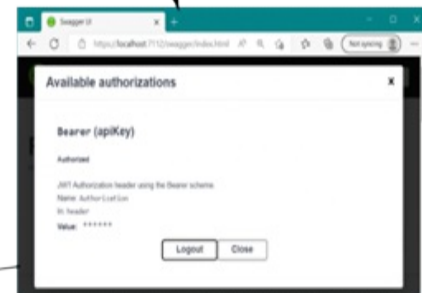 Swagger UI
https://localhost:7112/swagger/index.html
Not syncing
Available authorizations
x
Bearer (apiKey)
Authorized
JWT Authorization header using the Bearer scheme
Name: Authorization
In: header
Value: ******
Logout
Close